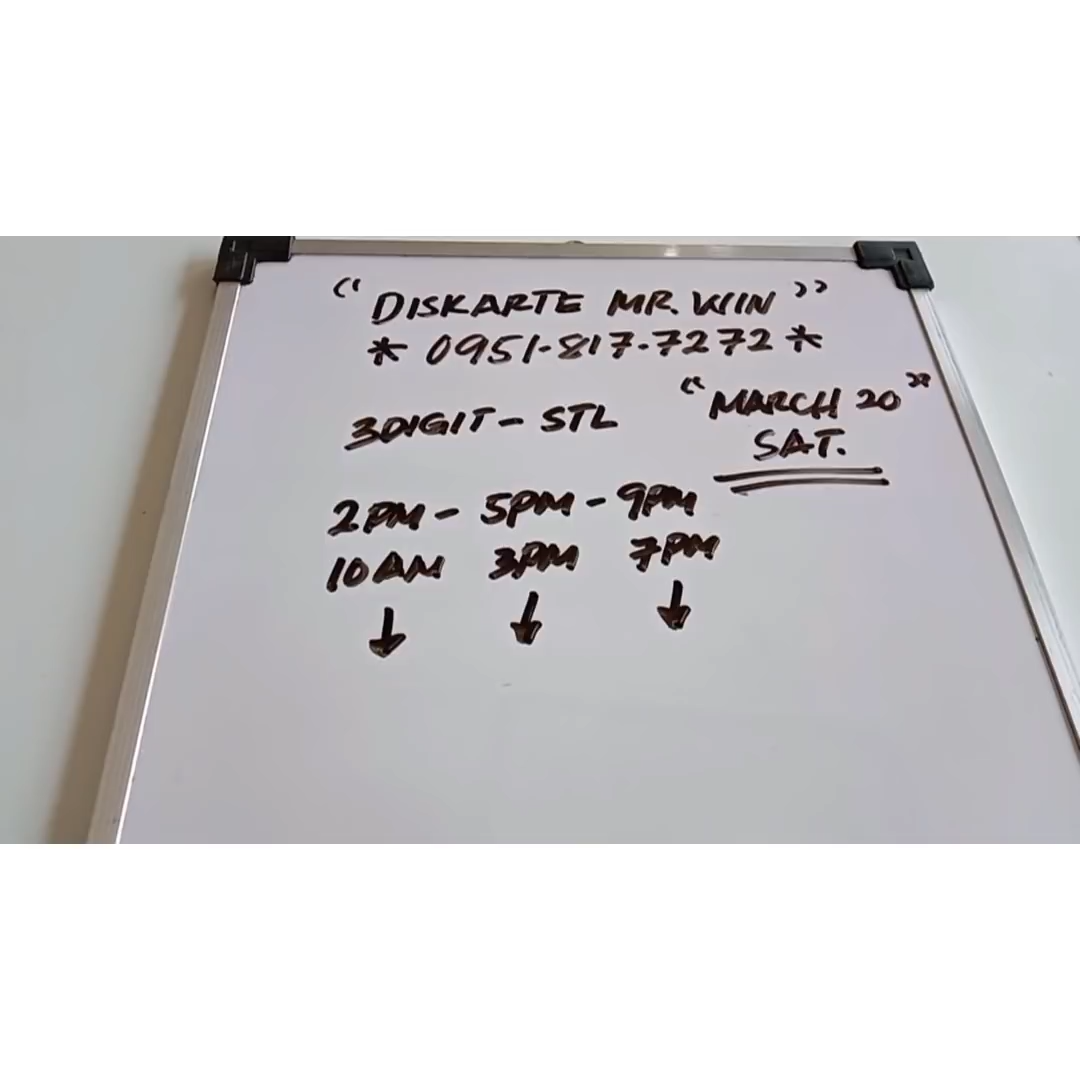 "DISKARTE MR. WIN"
* 0951-817-7272 *
3DIGIT - STL
"MARCH 20"
SAT.
2PM - 5PM - 9PM
10AM 3PM 7PM